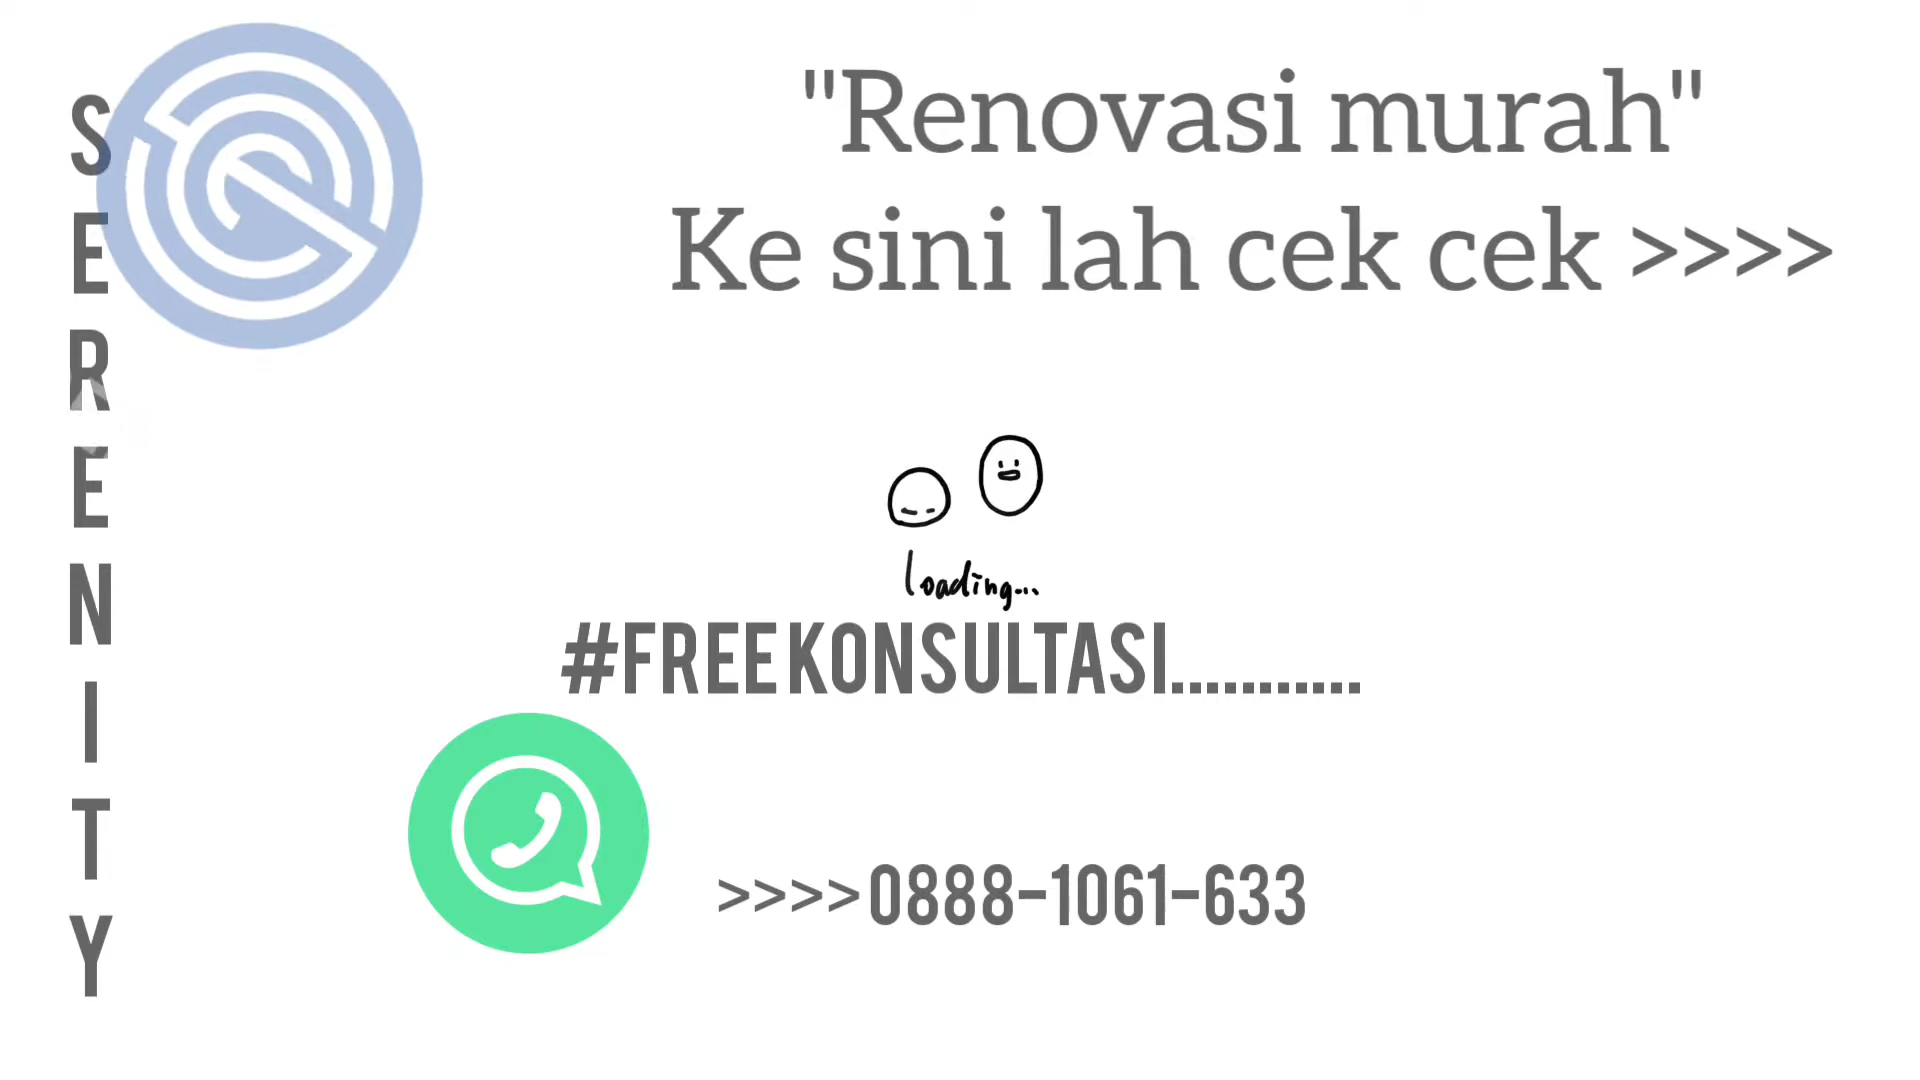 SERENITY
"Renovasi murah"
Ke sini lah cek cek >>>>
loading...
#FREEKONSULTASI...........
>>>>0888-1061-633